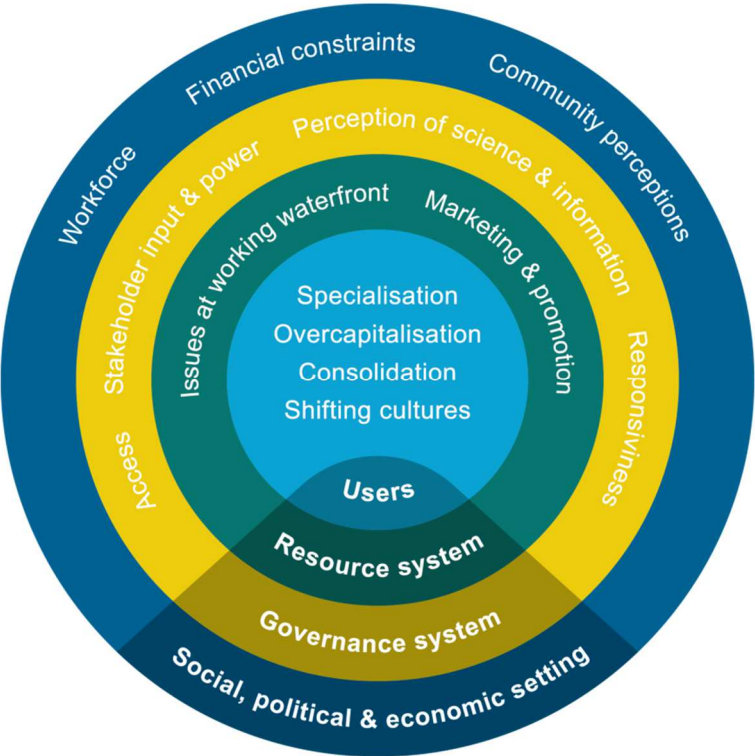 Workforce
Financial constraints
Community perceptions
Access
Stakeholder input & power
Perception of science & information
Responsiviness
Issues at working waterfront
Marketing & promotion
Specialisation
Overcapitalisation
Consolidation
Shifting cultures
Users
Resource system
Governance system
Social, political & economic setting